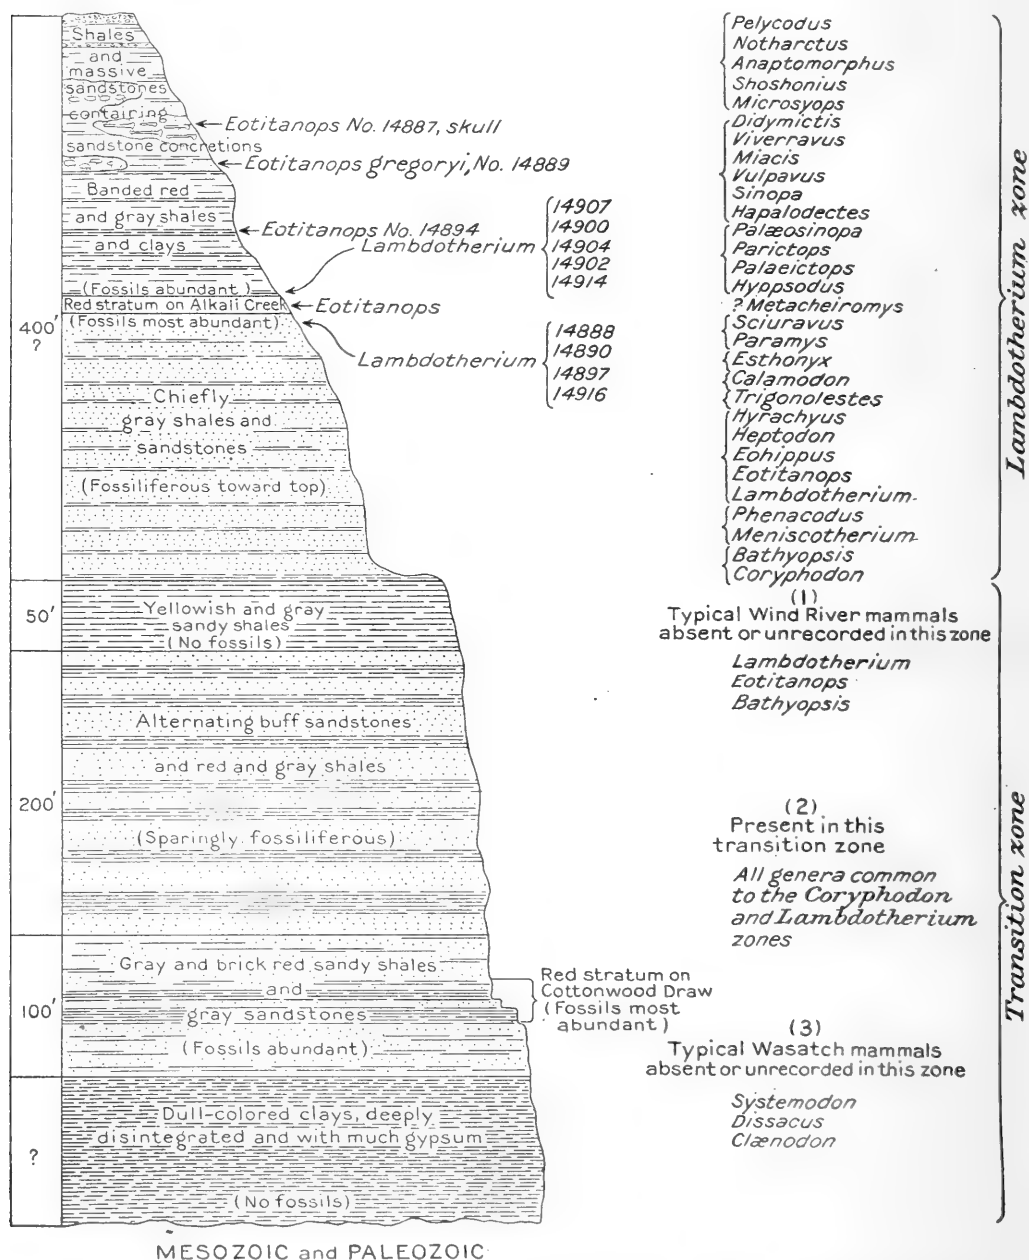 Shales
and
massive
sandstones
containing
sandstone concretions
Banded red
and gray shales
and clays
(Fossils abundant)
Red stratum on Alkali Creek
(Fossils most abundant)
Chiefly
gray shales and
sandstones
(Fossiliferous toward top)
Yellowish and gray
sandy shales
(No fossils)
Alternating buff sandstones
and red and gray shales
(Sparingly fossiliferous)
Gray and brick red sandy shales
and
gray sandstones
(Fossils abundant)
Dull-colored clays, deeply
disintegrated and with much gypsum
(No fossils)
400'
?
50'
200'
100'
?
MESOZOIC and PALEOZOIC
Eotitanops No. 14887, skull
Eotitanops gregoryi, No. 14889
Eotitanops No. 14894
Lambdotherium
14907
14900
14904
14902
14914
Eotitanops
Lambdotherium
14888
14890
14897
14916
Red stratum on
Cottonwood Draw
(Fossils most
abundant)
Pelycodus
Notharctus
Anaptomorphus
Shoshonius
Microsyops
Didymictis
Viverravus
Miacis
Vulpavus
Sinopa
Hapalodectes
Palæosinopa
Parictops
Palaeictops
Hyopsodus
? Metacheiromys
Sciuravus
Paramys
Esthonyx
Calamodon
Trigonolestes
Hyrachyus
Heptodon
Eohippus
Eotitanops
Lambdotherium
Phenacodus
Meniscotherium
Bathyopsis
Coryphodon
(1)
Typical Wind River mammals
absent or unrecorded in this zone
Lambdotherium
Eotitanops
Bathyopsis
(2)
Present in this
transition zone
All genera common
to the Coryphodon
and Lambdotherium
zones
(3)
Typical Wasatch mammals
absent or unrecorded in this zone
Systemodon
Dissacus
Clænodon
Lambdotherium zone
Transition zone